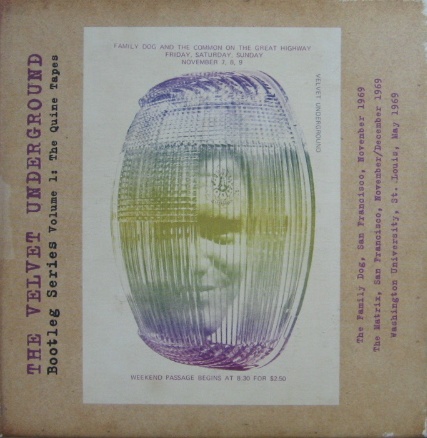 THE VELVET UNDERGROUND
Bootleg Series Volume 1: The Quine Tapes
FAMILY DOG AND THE COMMON ON THE GREAT HIGHWAY
FRIDAY, SATURDAY, SUNDAY
NOVEMBER 7, 8, 9
VELVET UNDERGROUND
WEEKEND PASSAGE BEGINS AT 8:30 FOR $2.50
The Family Dog, San Francisco, November 1969
The Matrix, San Francisco, November/December 1969
Washington University, St. Louis, May 1969